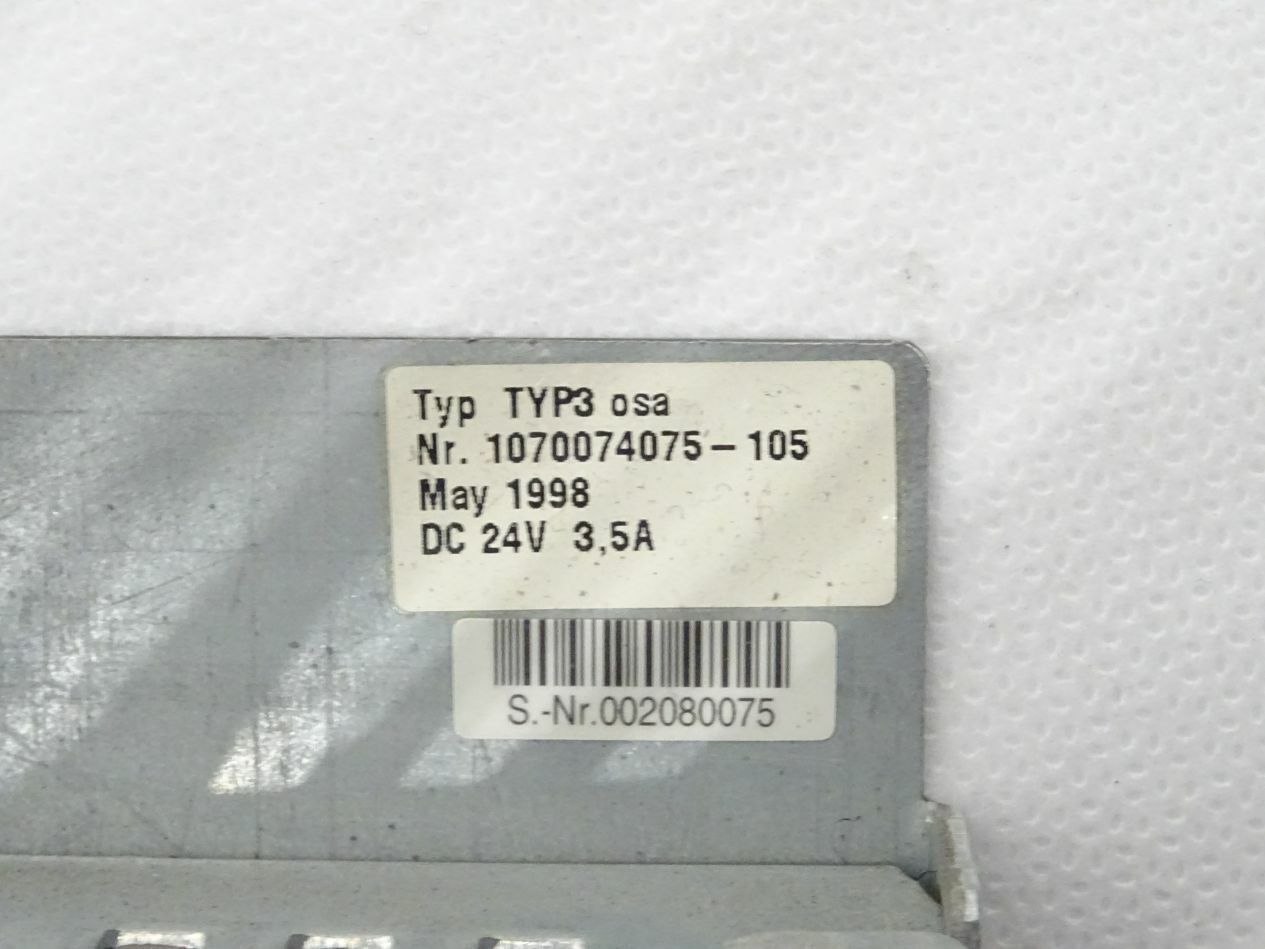 Typ TYP3 osa
Nr. 1070074075-105
May 1998
DC 24V 3,5A
S.-Nr.002080075